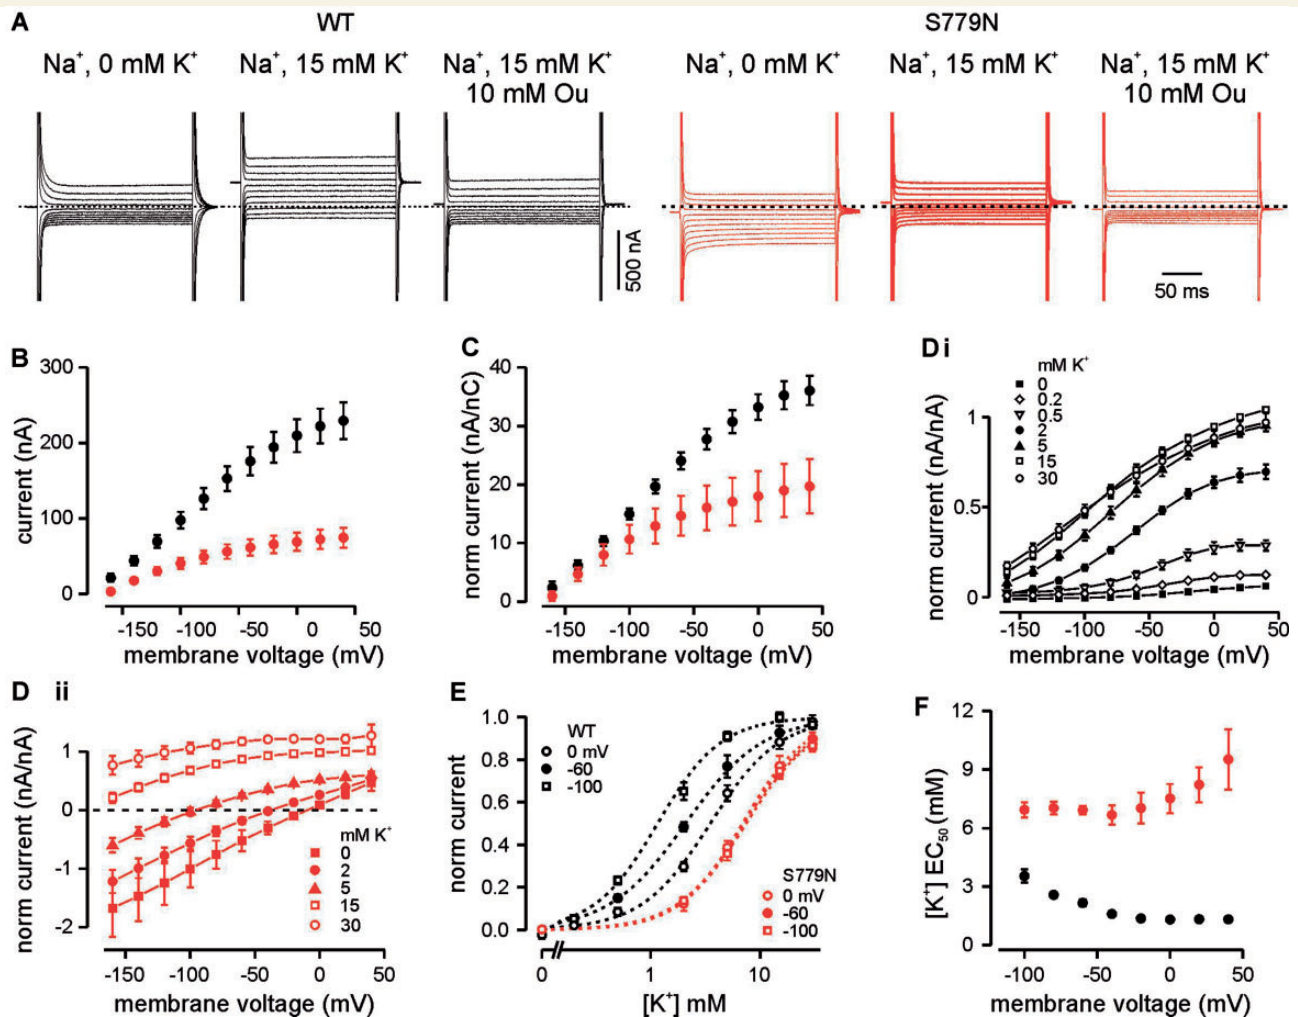 A
WT
S779N
Na⁺, 0 mM K⁺
Na⁺, 15 mM K⁺
Na⁺, 15 mM K⁺
10 mM Ou
Na⁺, 0 mM K⁺
Na⁺, 15 mM K⁺
Na⁺, 15 mM K⁺
10 mM Ou
500 nA
50 ms
B
current (nA)
300
200
100
0
-150 -100 -50 0 50
membrane voltage (mV)
C
norm current (nA/nC)
40
30
20
10
0
-150 -100 -50 0 50
membrane voltage (mV)
D i
norm current (nA/nA)
mM K⁺
0
0.2
0.5
2
5
15
30
1
0.5
0
-150 -100 -50 0 50
membrane voltage (mV)
D ii
norm current (nA/nA)
1
0
-1
-2
mM K⁺
0
2
5
15
30
-150 -100 -50 0 50
membrane voltage (mV)
E
norm current
1.0
0.8
0.6
0.4
0.2
0.0
WT
0 mV
-60
-100
S779N
0 mV
-60
-100
0 1 10
[K⁺] mM
F
[K⁺] EC₅₀ (mM)
12
9
6
3
0
-100 -50 0 50
membrane voltage (mV)